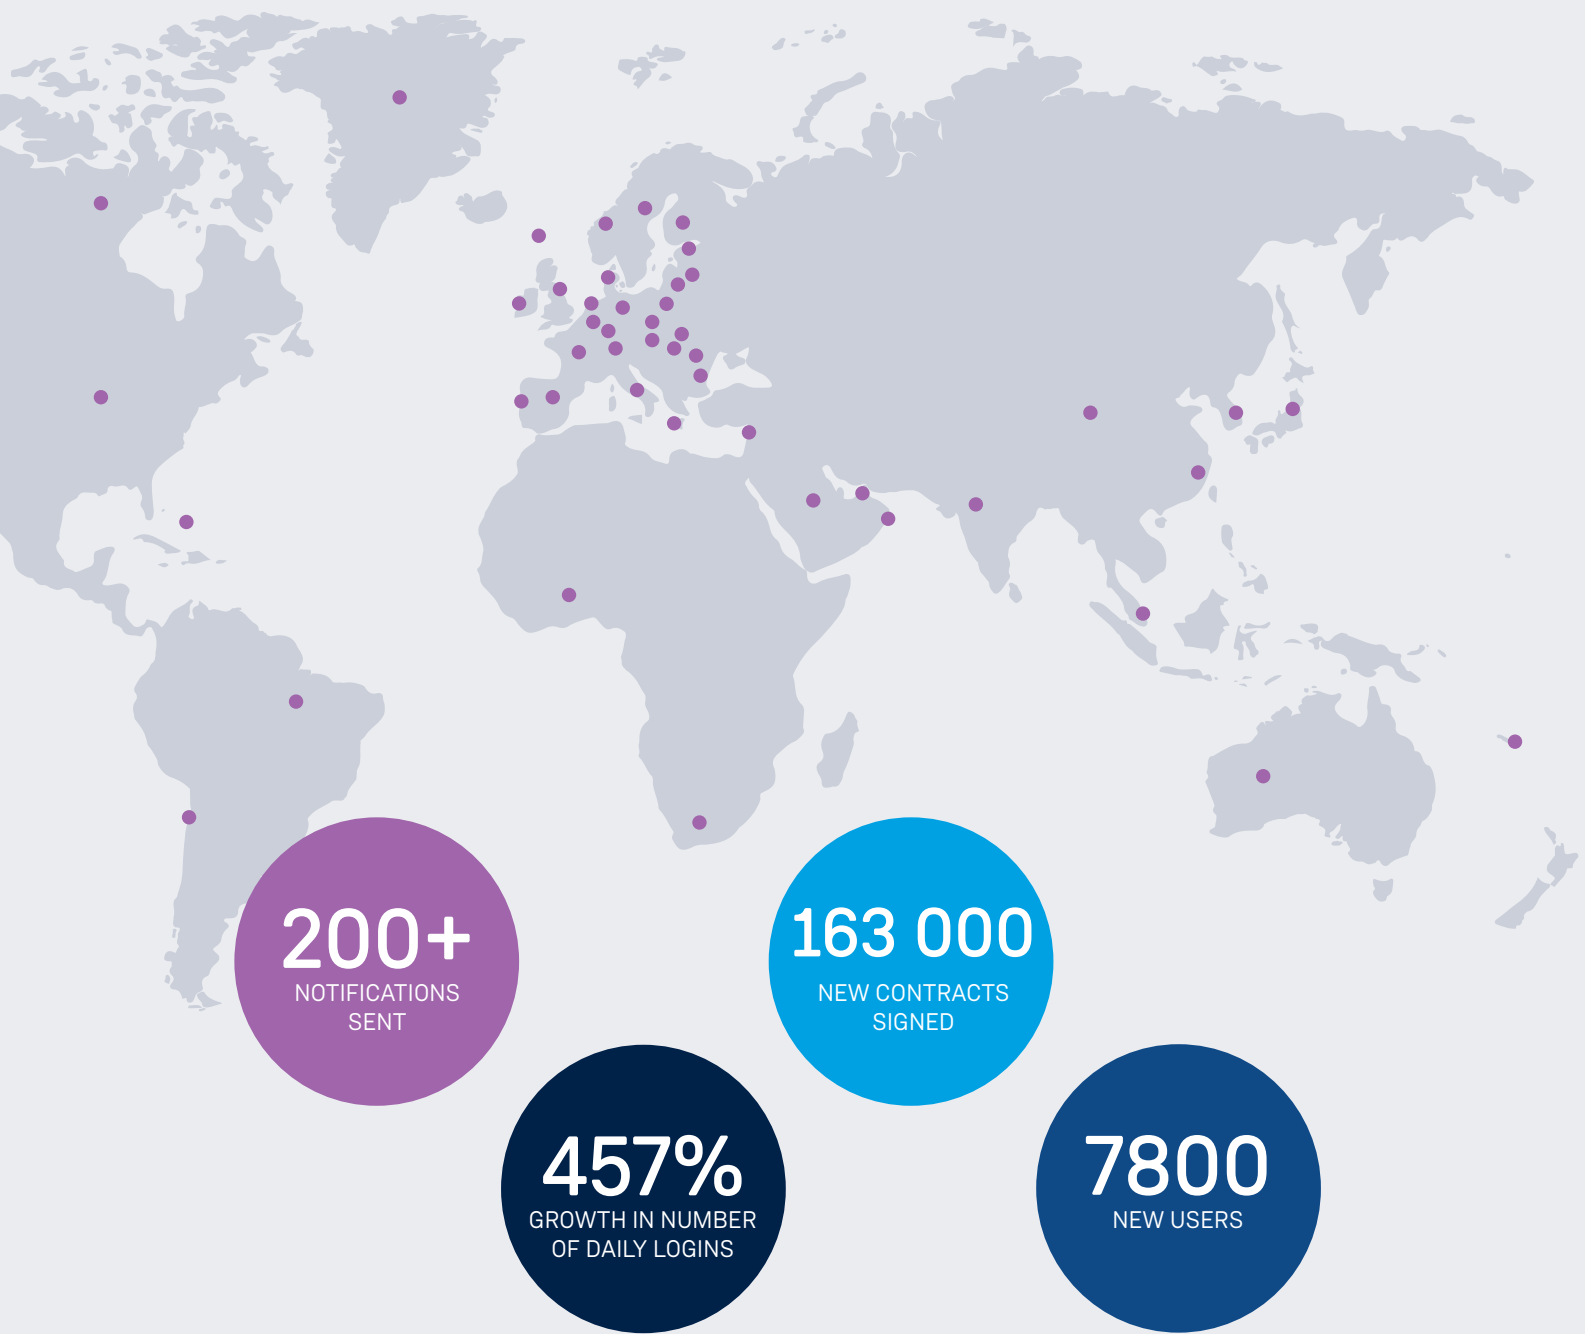 200+
NOTIFICATIONS
SENT
163 000
NEW CONTRACTS
SIGNED
457%
GROWTH IN NUMBER
OF DAILY LOGINS
7800
NEW USERS